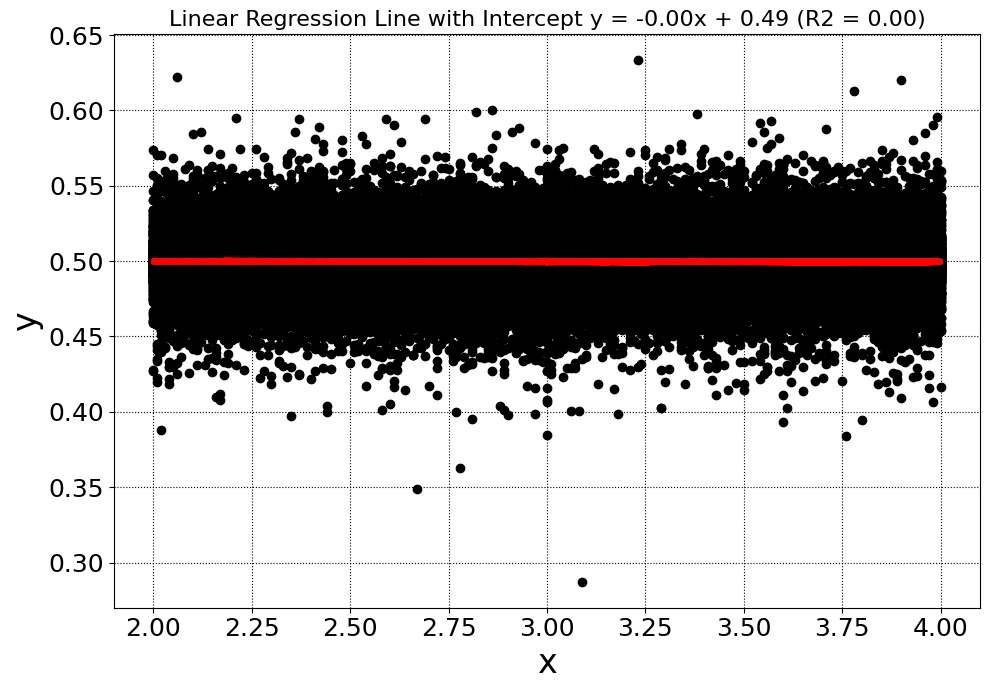 Linear Regression Line with Intercept y = -0.00x + 0.49 (R2 = 0.00)
0.65
0.60
0.55
0.50
0.45
0.40
0.35
0.30
y
2.00 2.25 2.50 2.75 3.00 3.25 3.50 3.75 4.00
x